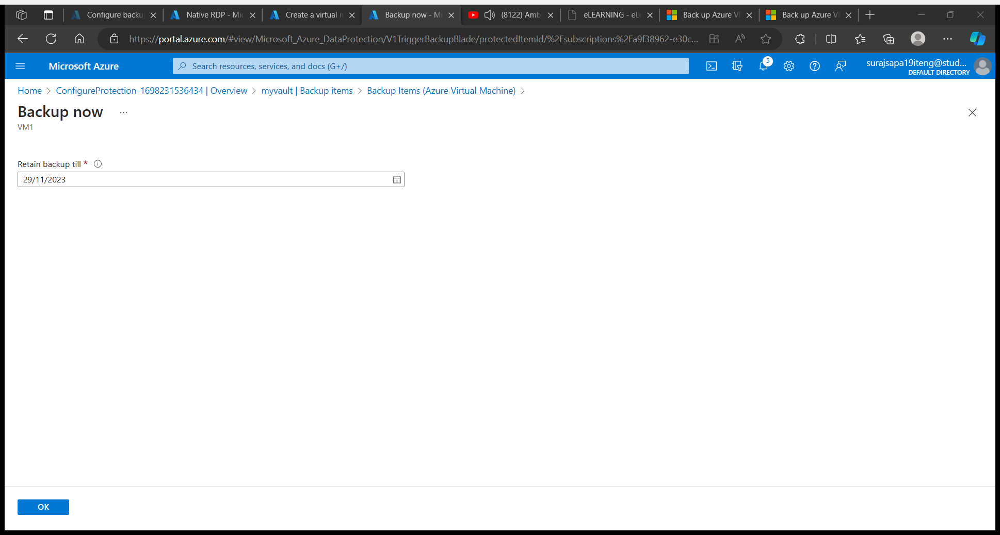 Configure backu
Native RDP - Mic
Create a virtual m
Backup now - Mi
(8122) Amb
eLEARNING - eLe
Back up Azure VM
Back up Azure VM
https://portal.azure.com/#view/Microsoft_Azure_DataProtection/V1TriggerBackupBlade/protectedItemId/%2Fsubscriptions%2Fa9f38962-e30c...
Microsoft Azure
Search resources, services, and docs (G+/)
5
surajsapa19iteng@stud...
DEFAULT DIRECTORY
Home > ConfigureProtection-1698231536434 | Overview > myvault | Backup items > Backup Items (Azure Virtual Machine) >
Backup now ...
VM1
Retain backup till *
29/11/2023
OK